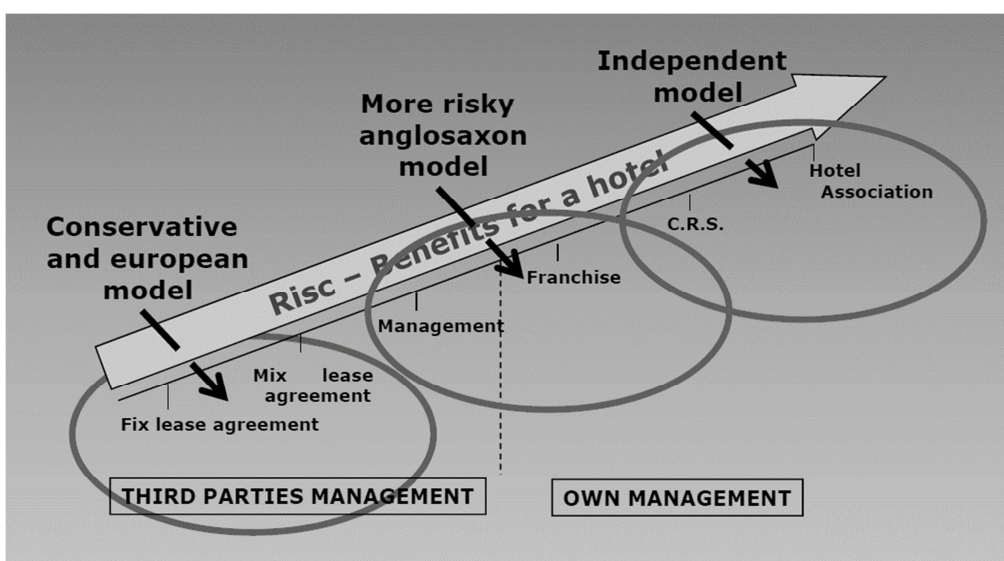 Independent
model
More risky
anglosaxon
model
Conservative
and european
model
Risc – Benefits for a hotel
Hotel
Association
C.R.S.
Franchise
Management
Mix lease
agreement
Fix lease agreement
THIRD PARTIES MANAGEMENT
OWN MANAGEMENT